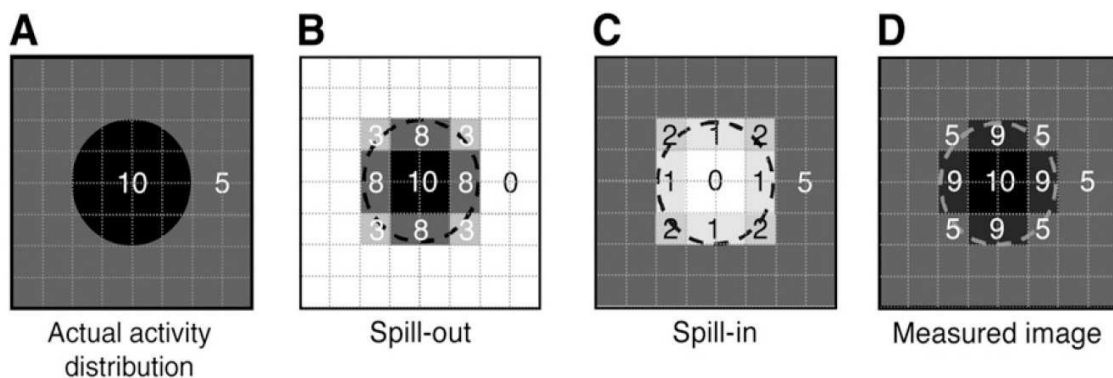 A
B
C
D
3 8 3
10 5
8 10 8 0
3 8 3
2 1 2
1 0 1 5
2 1 2
5 9 5
9 10 9 5
5 9 5
Actual activity
distribution
Spill-out
Spill-in
Measured image